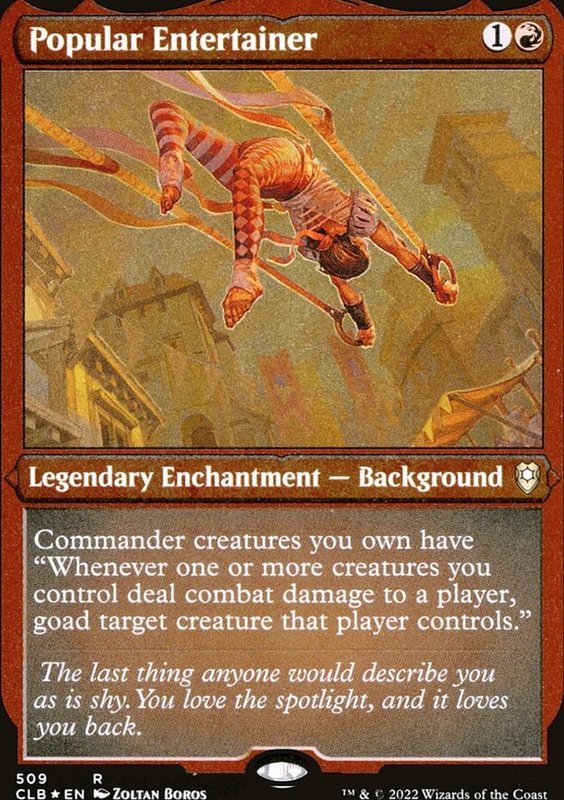 Popular Entertainer 1
Legendary Enchantment — Background
Commander creatures you own have
“Whenever one or more creatures you
control deal combat damage to a player,
goad target creature that player controls.”
The last thing anyone would describe you
as is shy. You love the spotlight, and it loves
you back.
509 R
CLB ★ EN Zoltan Boros ™ & © 2022 Wizards of the Coast